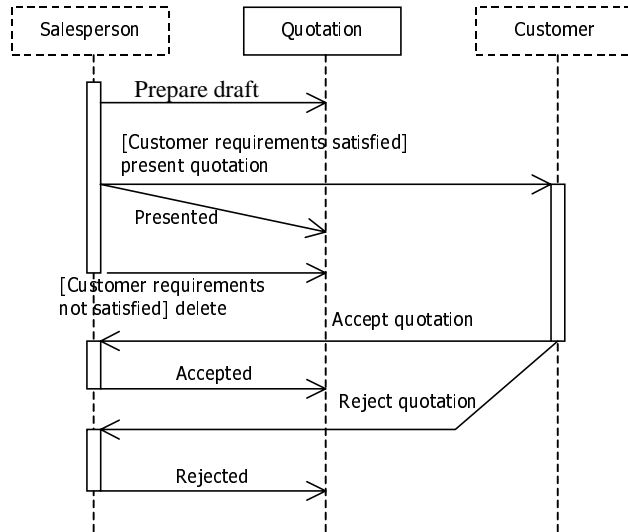 Salesperson
Quotation
Customer
Prepare draft
[Customer requirements satisfied]
present quotation
Presented
[Customer requirements
not satisfied] delete
Accept quotation
Accepted
Reject quotation
Rejected